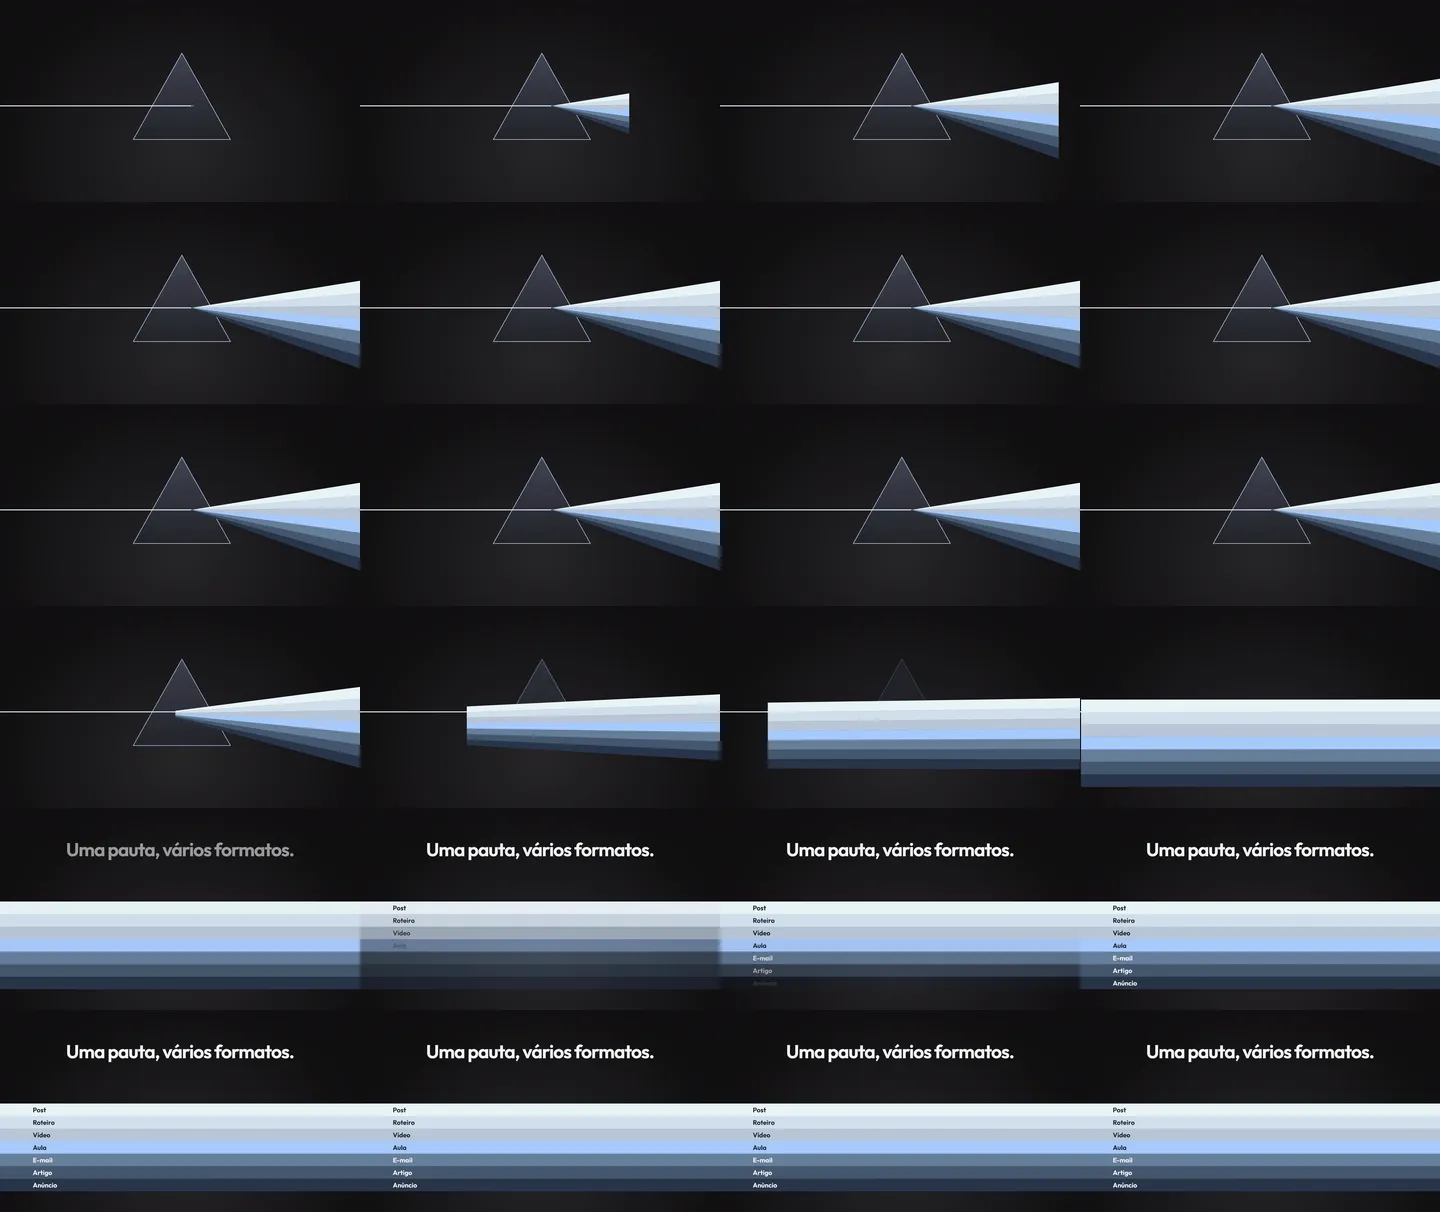 Uma pauta, vários formatos.
Uma pauta, vários formatos.
Post
Roteiro
Vídeo
Aula
Uma pauta, vários formatos.
Post
Roteiro
Vídeo
Aula
E-mail
Artigo
Anúncio
Uma pauta, vários formatos.
Post
Roteiro
Vídeo
Aula
E-mail
Artigo
Anúncio
Uma pauta, vários formatos.
Post
Roteiro
Vídeo
Aula
E-mail
Artigo
Anúncio
Uma pauta, vários formatos.
Post
Roteiro
Vídeo
Aula
E-mail
Artigo
Anúncio
Uma pauta, vários formatos.
Post
Roteiro
Vídeo
Aula
E-mail
Artigo
Anúncio
Uma pauta, vários formatos.
Post
Roteiro
Vídeo
Aula
E-mail
Artigo
Anúncio